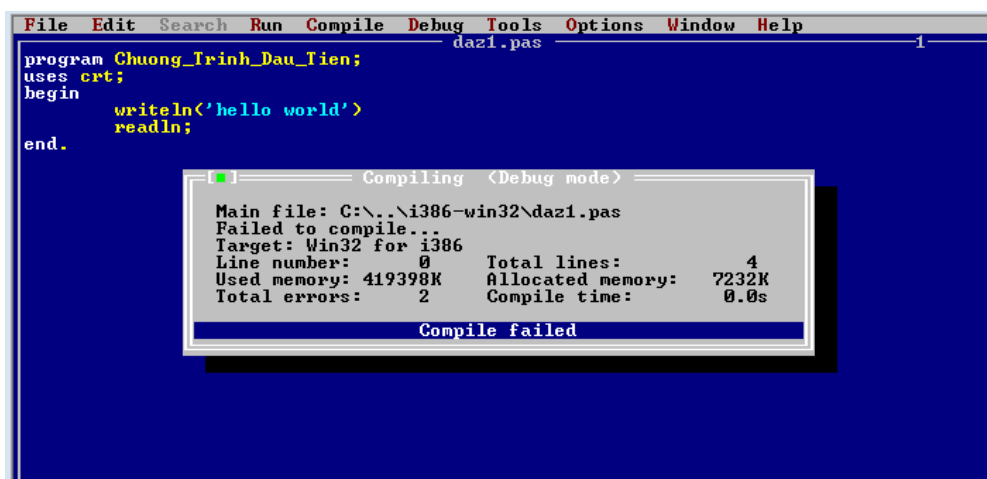 File Edit Search Run Compile Debug Tools Options Window Help
daz1.pas 1
program Chuong_Trinh_Dau_Tien;
uses crt;
begin
writeln('hello world')
readln;
end.
[■] Compiling (Debug mode)
Main file: C:\..\i386-win32\daz1.pas
Failed to compile...
Target: Win32 for i386
Line number: 0 Total lines: 4
Used memory: 419398K Allocated memory: 7232K
Total errors: 2 Compile time: 0.0s
Compile failed